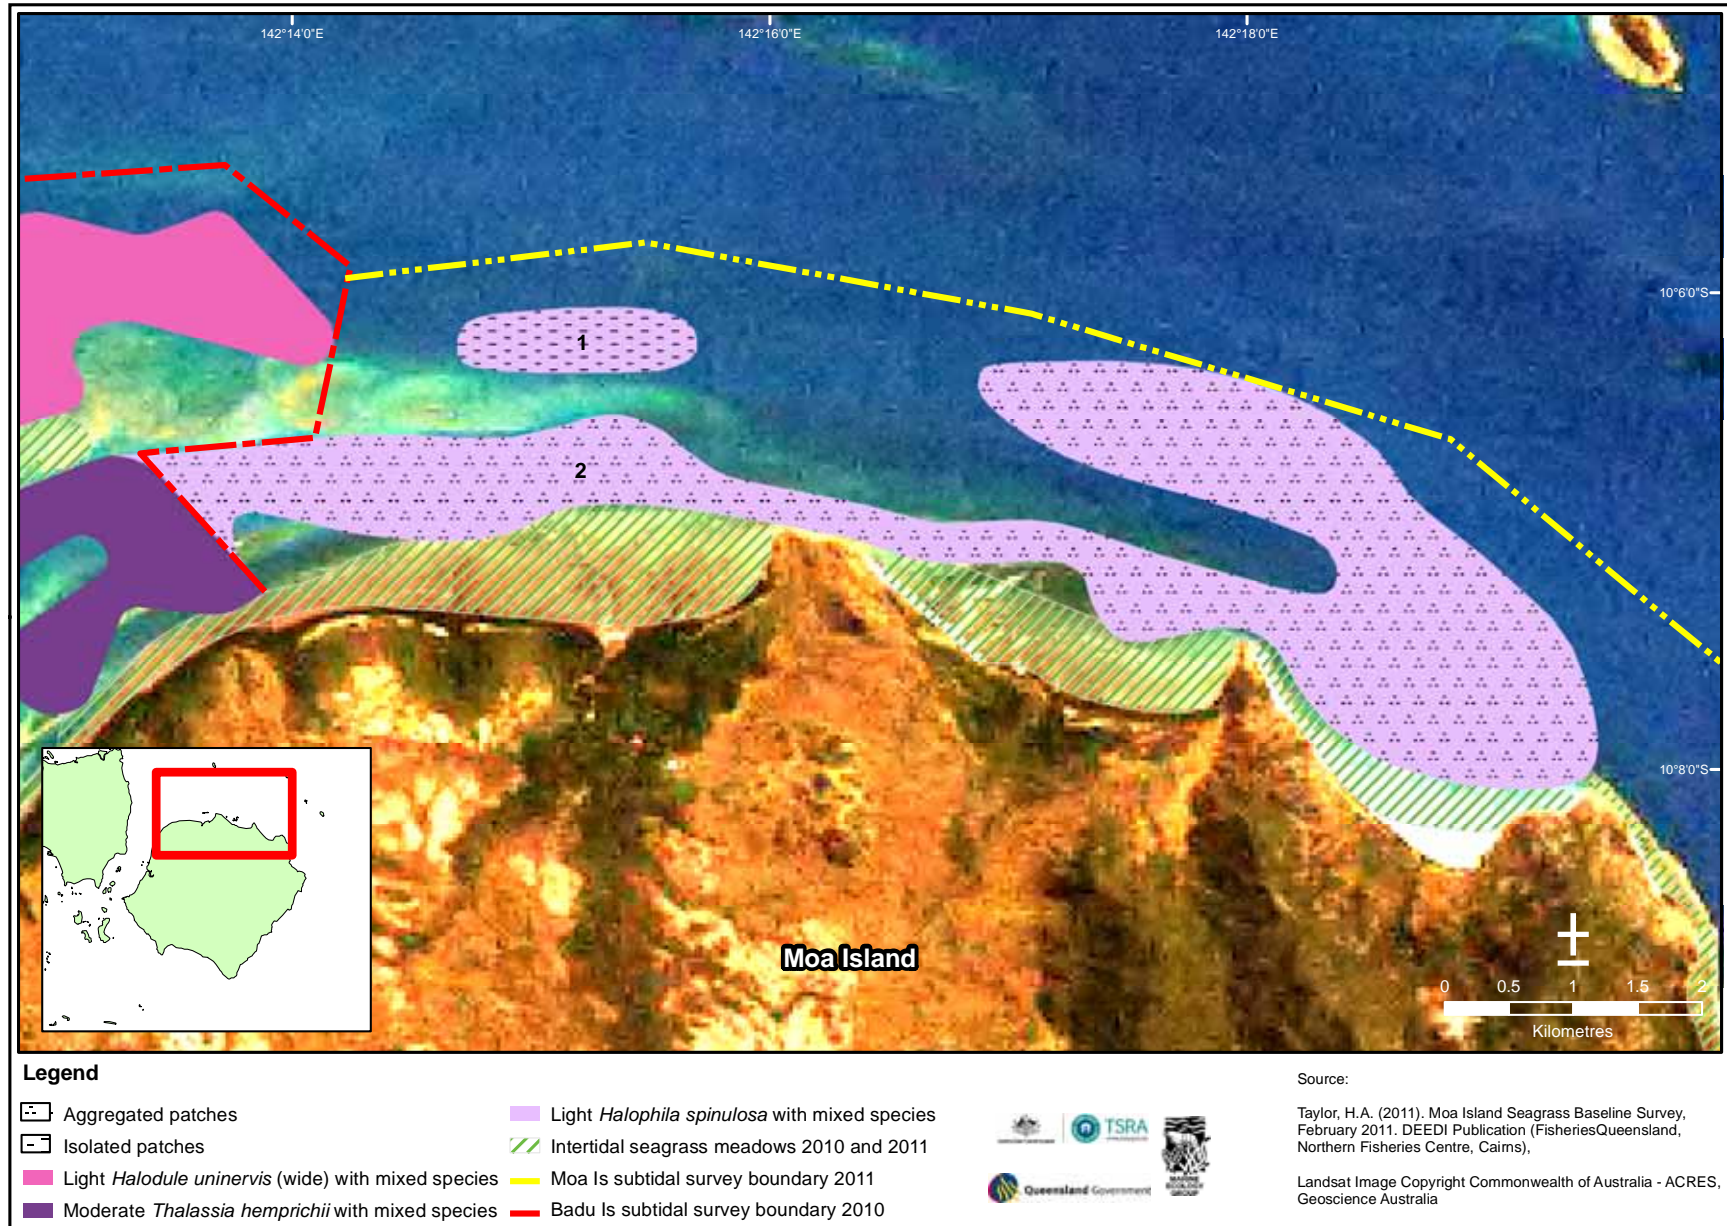 142°14'0"E
142°16'0"E
142°18'0"E
10°6'0"S
1
2
10°8'0"S
Moa Island
0 0.5 1 1.5 2
Kilometres
Legend
Aggregated patches
Isolated patches
Light Halodule uninervis (wide) with mixed species
Moderate Thalassia hemprichii with mixed species
Light Halophila spinulosa with mixed species
Intertidal seagrass meadows 2010 and 2011
Moa Is subtidal survey boundary 2011
Badu Is subtidal survey boundary 2010
TSRA
MARINE
ECOLOGY
GROUP
Queensland Government
Source:
Taylor, H.A. (2011). Moa Island Seagrass Baseline Survey,
February 2011. DEEDI Publication (FisheriesQueensland,
Northern Fisheries Centre, Cairns),
Landsat Image Copyright Commonwealth of Australia - ACRES,
Geoscience Australia